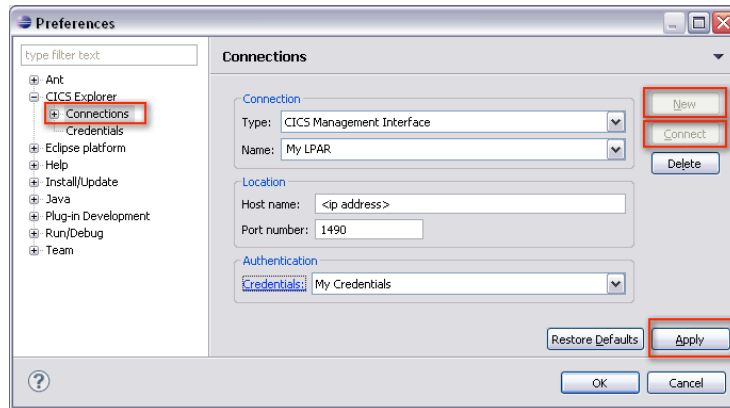 Preferences
type filter text
Ant
CICS Explorer
Connections
Credentials
Eclipse platform
Help
Install/Update
Java
Plug-in Development
Run/Debug
Team
Connections
Connection
Type: CICS Management Interface
Name: My LPAR
New
Connect
Delete
Location
Host name: <ip address>
Port number: 1490
Authentication
Credentials: My Credentials
Restore Defaults Apply
? OK Cancel